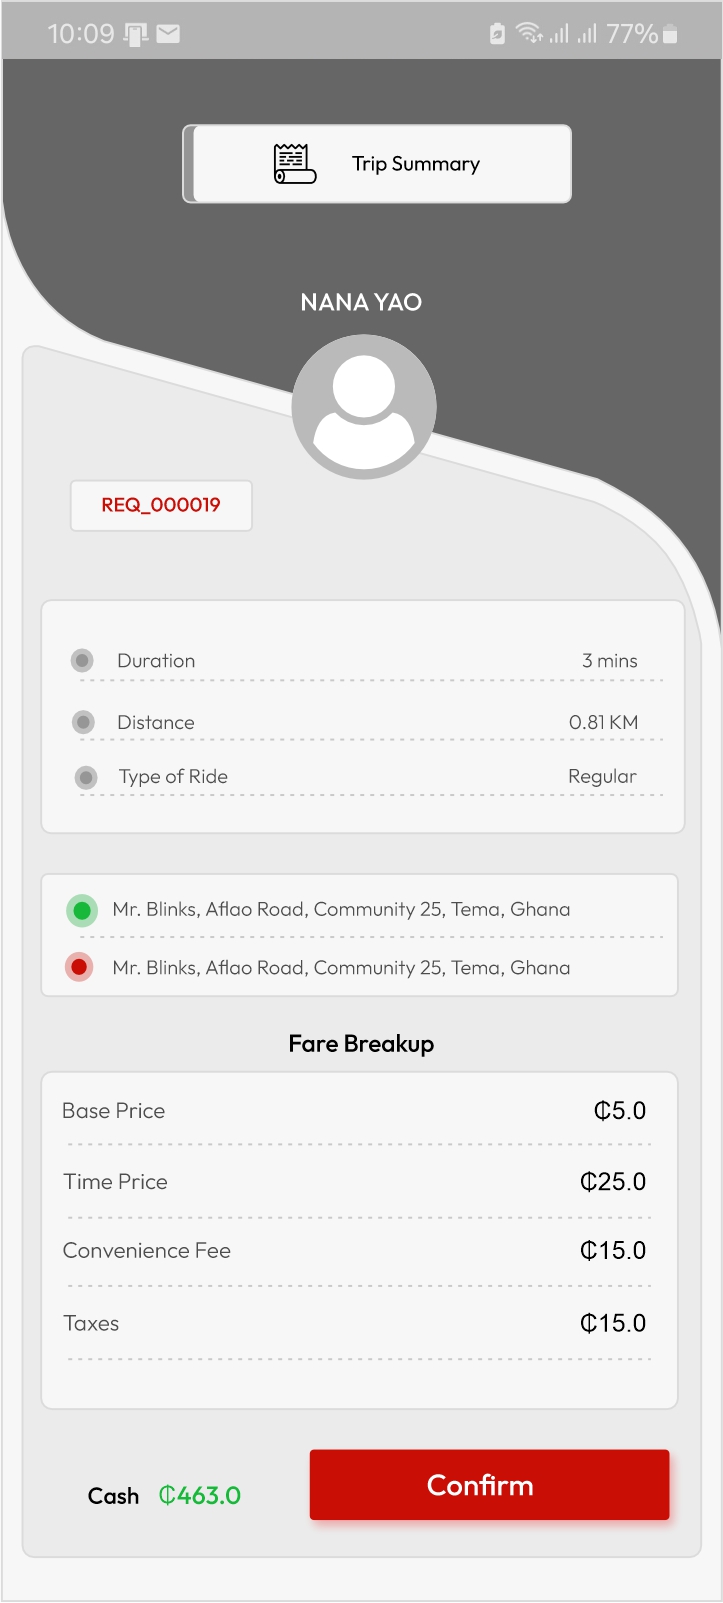 10:09 77%
Trip Summary
NANA YAO
REQ_000019
Duration 3 mins
Distance 0.81 KM
Type of Ride Regular
Mr. Blinks, Aflao Road, Community 25, Tema, Ghana
Mr. Blinks, Aflao Road, Community 25, Tema, Ghana
Fare Breakup
Base Price ₵5.0
Time Price ₵25.0
Convenience Fee ₵15.0
Taxes ₵15.0
Cash ₵463.0 Confirm